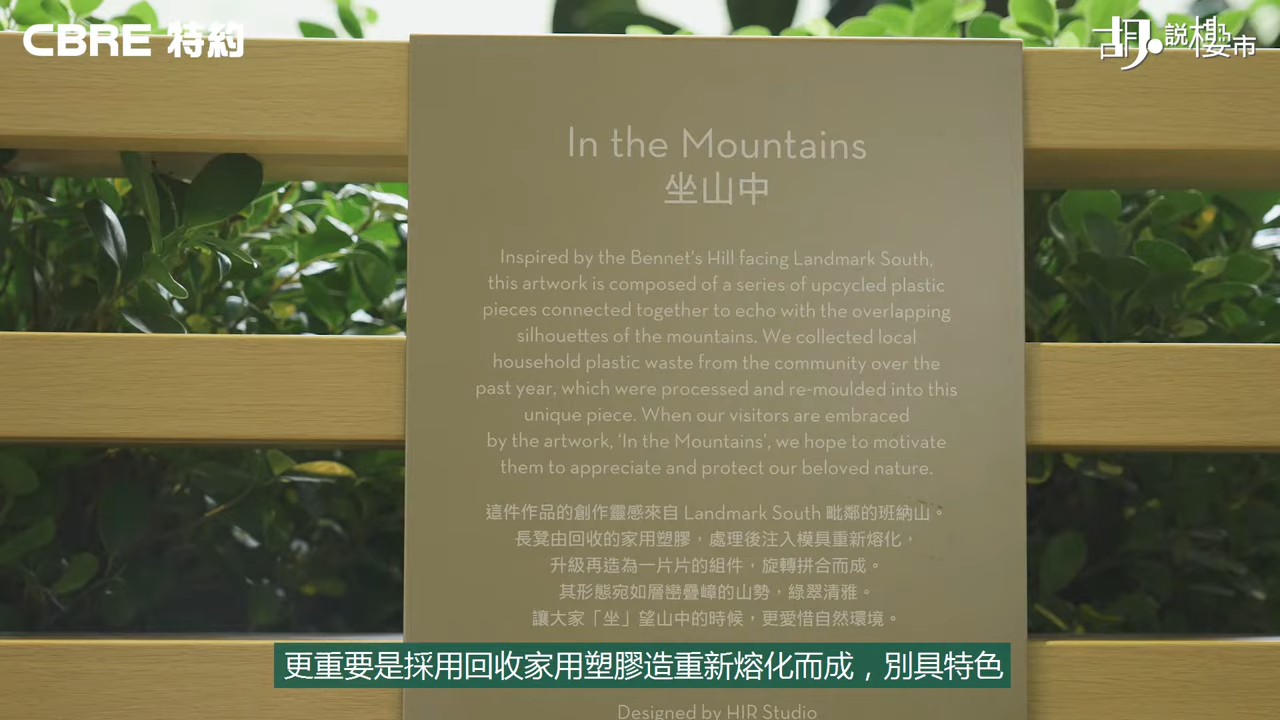 CBRE 特約
胡.說樓市
In the Mountains
坐山中
Inspired by the Bennet's Hill facing Landmark South,
this artwork is composed of a series of upcycled plastic
pieces connected together to echo with the overlapping
silhouettes of the mountains. We collected local
household plastic waste from the community over the
past year, which were processed and re-moulded into this
unique piece. When our visitors are embraced
by the artwork, 'In the Mountains', we hope to motivate
them to appreciate and protect our beloved nature.
這件作品的創作靈感來自 Landmark South 毗鄰的班納山。
長凳由回收的家用塑膠，處理後注入模具重新熔化，
升級再造為一片片的組件，旋轉拼合而成。
其形態宛如層巒疊嶂的山勢，綠翠清雅。
讓大家「坐」望山中的時候，更愛惜自然環境。
更重要是採用回收家用塑膠造重新熔化而成，別具特色
Designed by HIR Studio